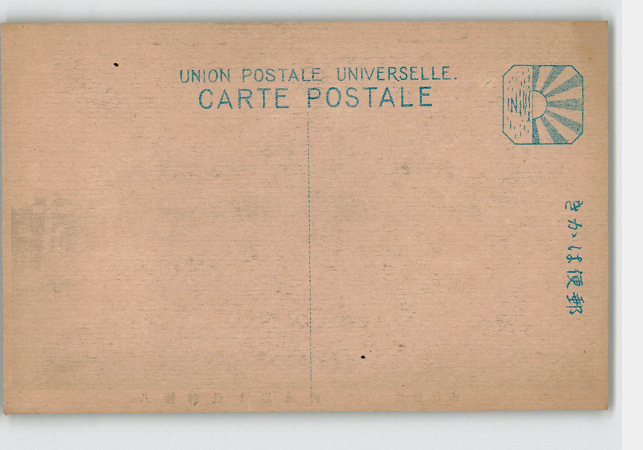 UNION POSTALE UNIVERSELLE.
CARTE POSTALE
郵便はかき